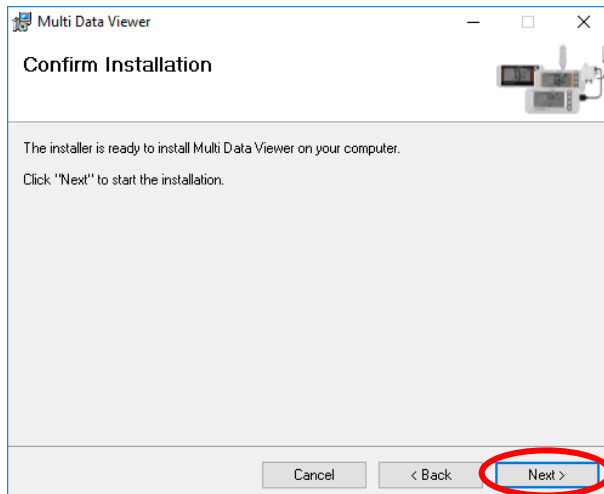 Multi Data Viewer
Confirm Installation
The installer is ready to install Multi Data Viewer on your computer.
Click "Next" to start the installation.
Cancel
< Back
Next >